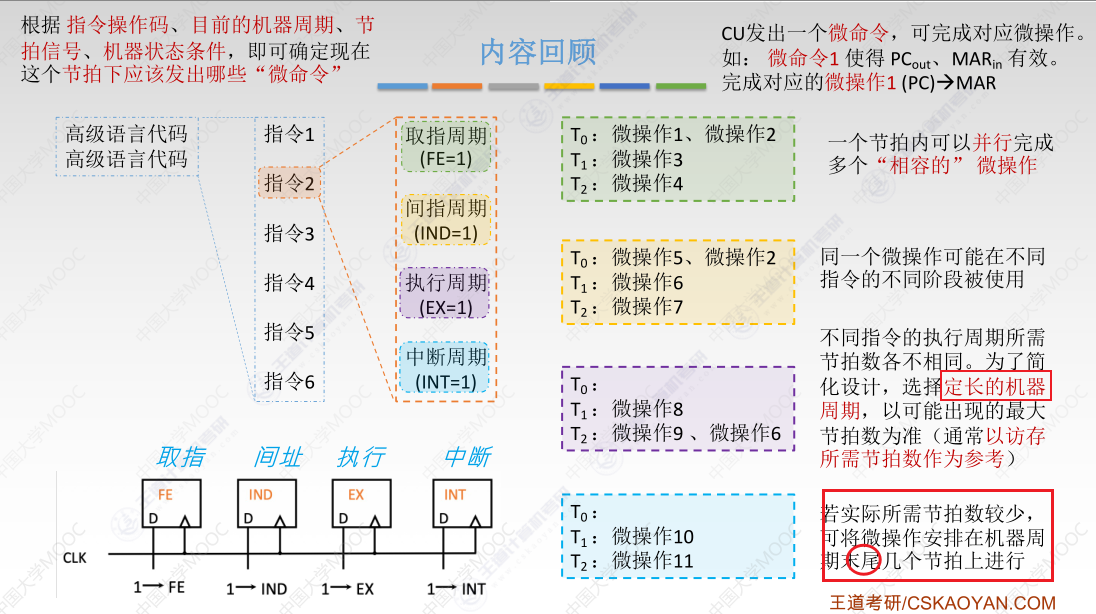 根据 指令操作码、目前的机器周期、节
拍信号、机器状态条件，即可确定现在
这个节拍下应该发出哪些“微命令”
内容回顾
CU发出一个微命令，可完成对应微操作。
如： 微命令1 使得 PCout、MARin 有效。
完成对应的微操作1 (PC)→MAR
高级语言代码
高级语言代码
指令1
指令2
指令3
指令4
指令5
指令6
取指周期
(FE=1)
间指周期
(IND=1)
执行周期
(EX=1)
中断周期
(INT=1)
T0：微操作1、微操作2
T1：微操作3
T2：微操作4
T0：微操作5、微操作2
T1：微操作6
T2：微操作7
T0：
T1：微操作8
T2：微操作9 、微操作6
T0：
T1：微操作10
T2：微操作11
一个节拍内可以并行完成
多个“相容的” 微操作
同一个微操作可能在不同
指令的不同阶段被使用
不同指令的执行周期所需
节拍数各不相同。为了简
化设计，选择定长的机器
周期，以可能出现的最大
节拍数为准（通常以访存
所需节拍数作为参考）
若实际所需节拍数较少，
可将微操作安排在机器周
期末尾几个节拍上进行
取指 间址 执行 中断
FE IND EX INT
D D D D
CLK
1→FE 1→IND 1→EX 1→INT
王道考研/CSKAOYAN.COM